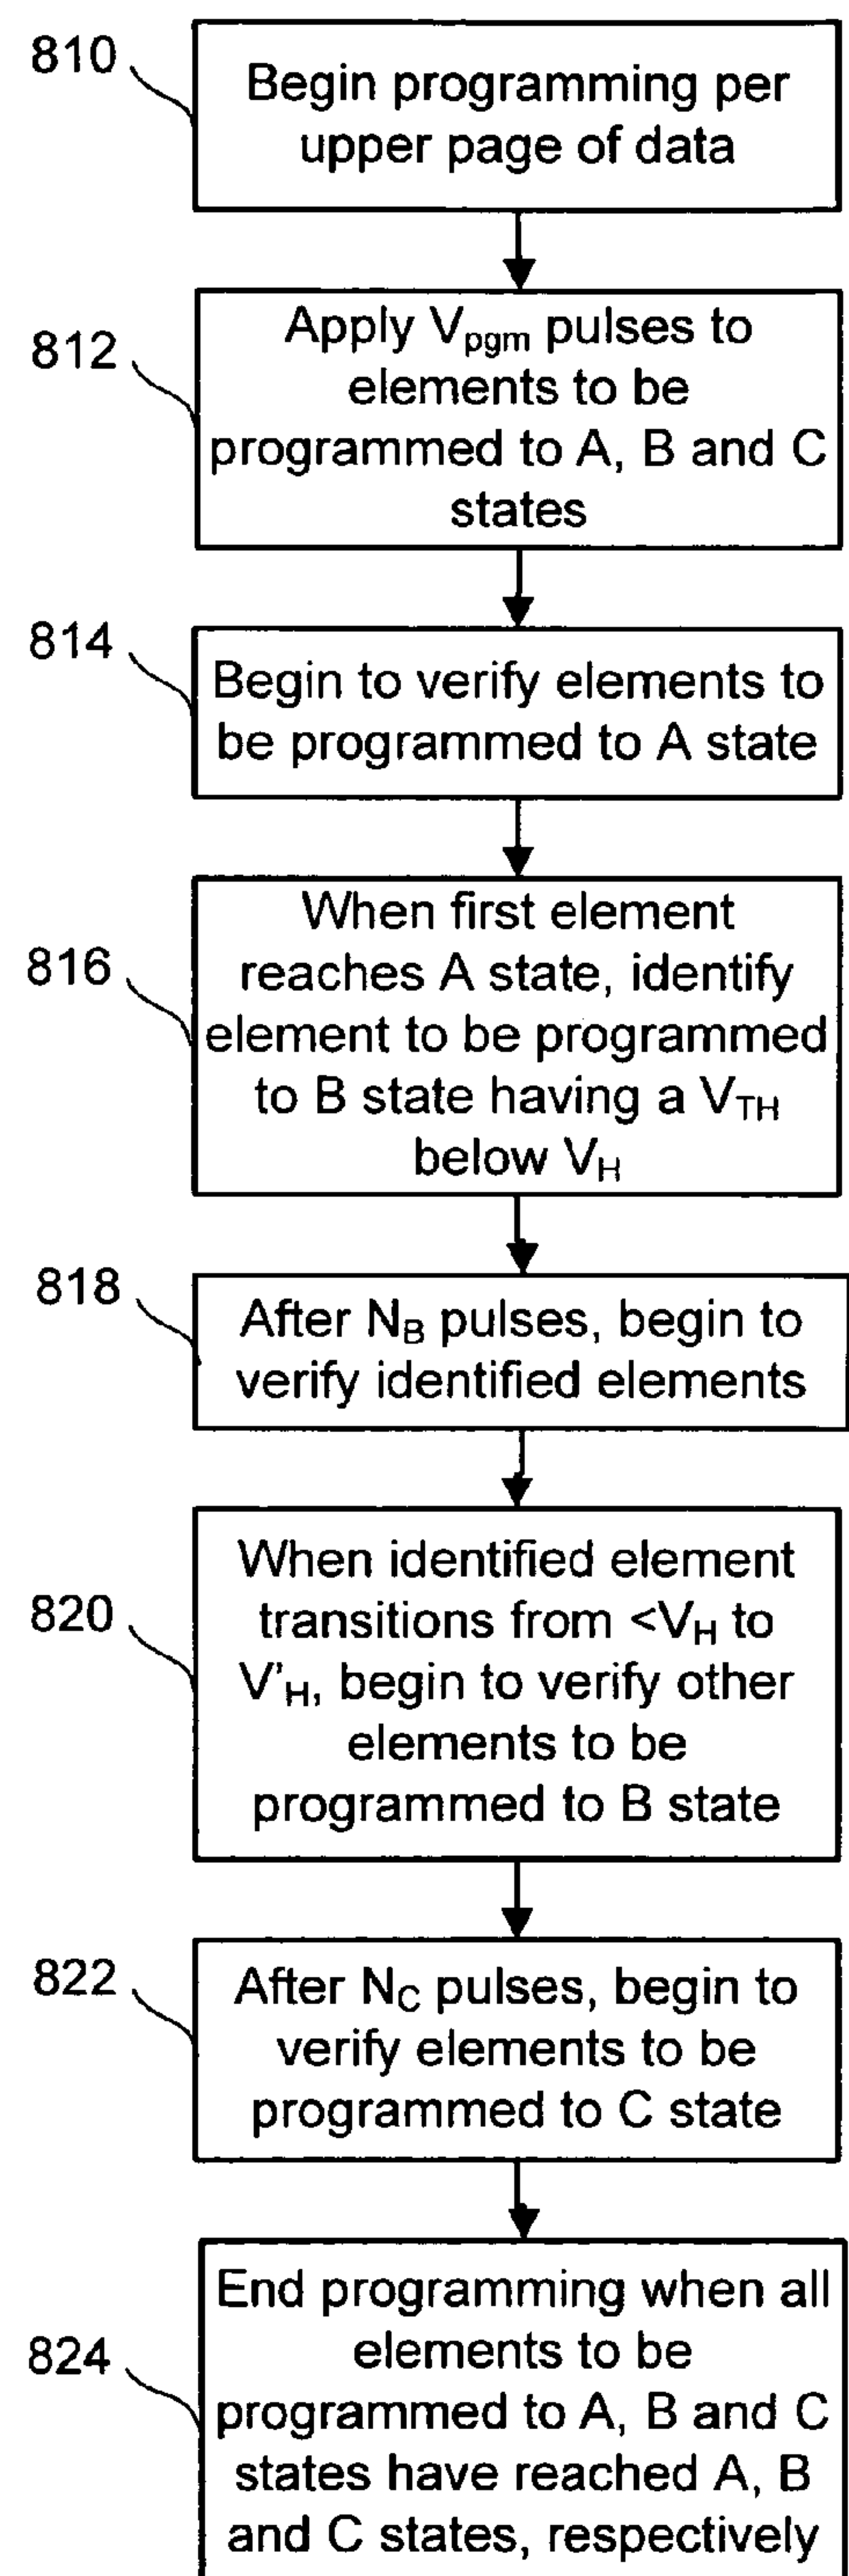 810
Begin programming per
upper page of data
812
Apply Vpgm pulses to
elements to be
programmed to A, B and C
states
814
Begin to verify elements to
be programmed to A state
816
When first element
reaches A state, identify
element to be programmed
to B state having a VTH
below VH
818
After NB pulses, begin to
verify identified elements
820
When identified element
transitions from <VH to
V'H, begin to verify other
elements to be
programmed to B state
822
After NC pulses, begin to
verify elements to be
programmed to C state
824
End programming when all
elements to be
programmed to A, B and C
states have reached A, B
and C states, respectively